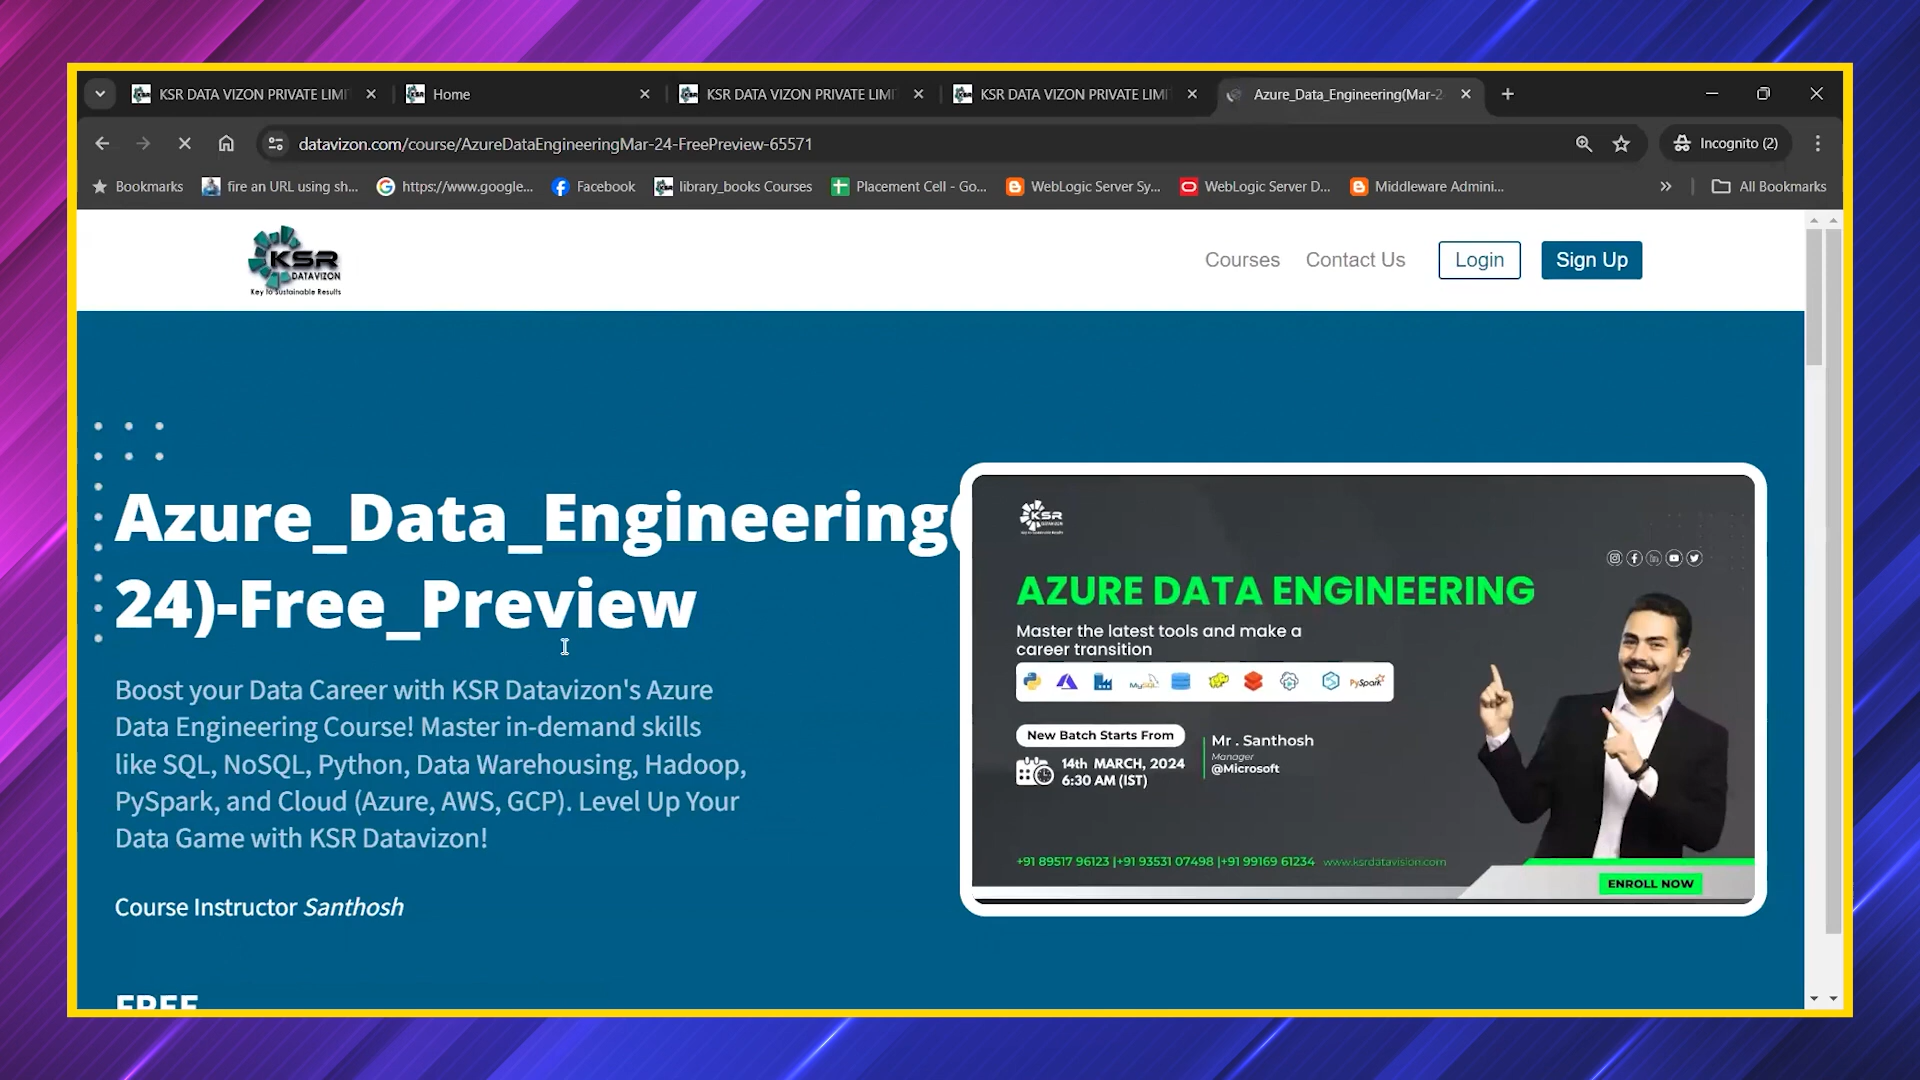 KSR DATA VIZON PRIVATE LIMI
Home
KSR DATA VIZON PRIVATE LIMI
KSR DATA VIZON PRIVATE LIMI
Azure_Data_Engineering(Mar-2
datavizon.com/course/AzureDataEngineeringMar-24-FreePreview-65571
Incognito (2)
Bookmarks
fire an URL using sh...
https://www.google...
Facebook
library_books Courses
Placement Cell - Go...
WebLogic Server Sy...
WebLogic Server D...
Middleware Admini...
All Bookmarks
KSR
DATAVIZON
Key to Sustainable Results
Courses
Contact Us
Login
Sign Up
Azure_Data_Engineering(
24)-Free_Preview
Boost your Data Career with KSR Datavizon's Azure
Data Engineering Course! Master in-demand skills
like SQL, NoSQL, Python, Data Warehousing, Hadoop,
PySpark, and Cloud (Azure, AWS, GCP). Level Up Your
Data Game with KSR Datavizon!
Course Instructor Santhosh
FREE
KSR
AZURE DATA ENGINEERING
Master the latest tools and make a
career transition
MySQL
PySpark
New Batch Starts From
14th MARCH, 2024
6:30 AM (IST)
Mr . Santhosh
Manager
@Microsoft
+91 89517 96123 |+91 93531 07498 |+91 99169 61234 www.ksrdatavision.com
ENROLL NOW